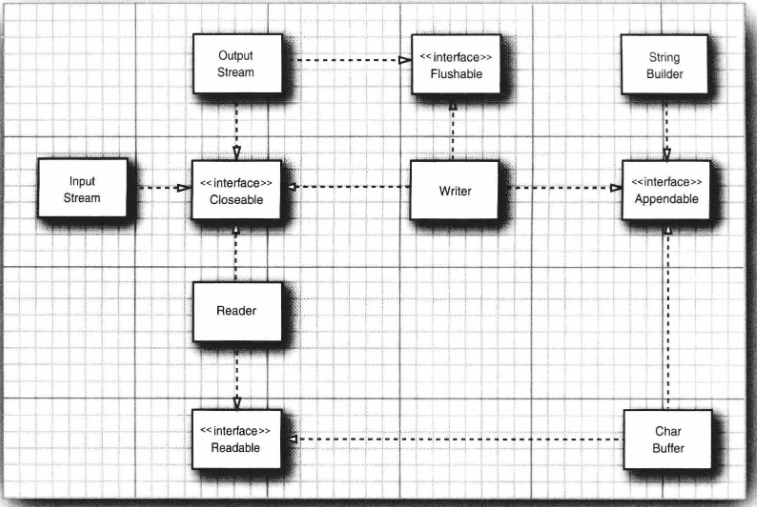 Output
Stream
<<interface>>
Flushable
String
Builder
Input
Stream
<<interface>>
Closeable
Writer
<<interface>>
Appendable
Reader
<<interface>>
Readable
Char
Buffer